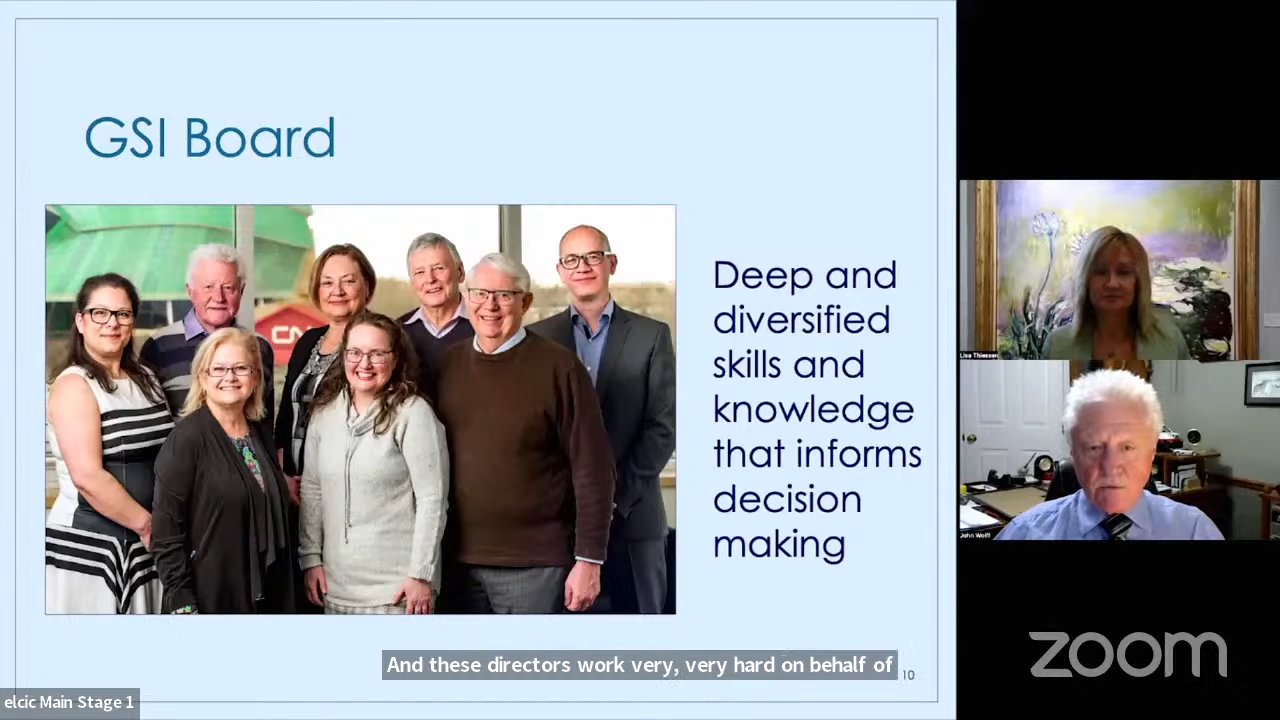 GSI Board
CN
Deep and
diversified
skills and
knowledge
that informs
decision
making
Lisa Thiessen
John Wolff
And these directors work very, very hard on behalf of
10
elcic Main Stage 1
zoom